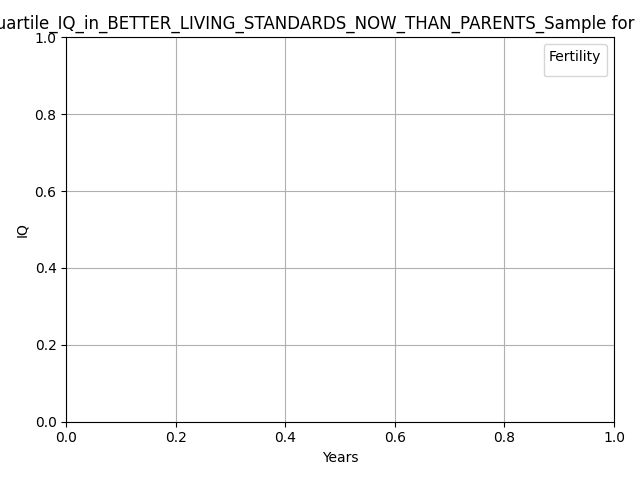 uartile_IQ_in_BETTER_LIVING_STANDARDS_NOW_THAN_PARENTS_Sample for
Fertility
1.0
0.8
0.6
0.4
0.2
0.0
IQ
0.0 0.2 0.4 0.6 0.8 1.0
Years